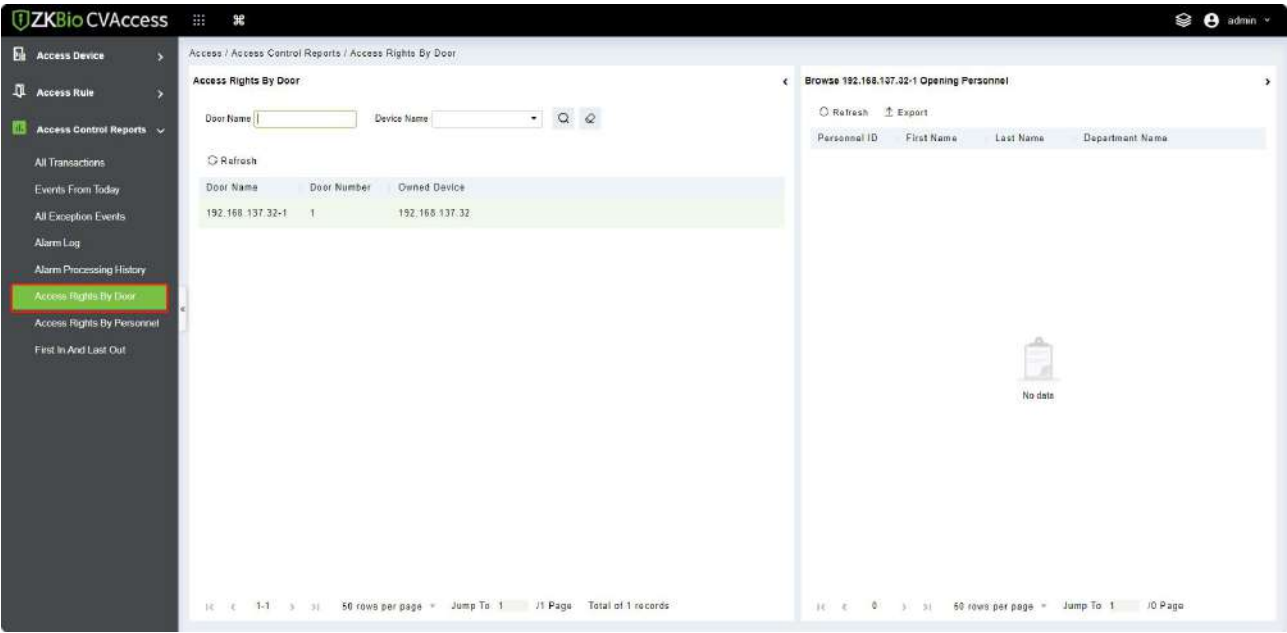 ZKBio CVAccess
admin
Access Device
Access Rule
Access Control Reports
All Transactions
Events From Today
All Exception Events
Alarm Log
Alarm Processing History
Access Rights By Door
Access Rights By Personnel
First In And Last Out
Access / Access Control Reports / Access Rights By Door
Access Rights By Door
Door Name
Device Name
Refresh
Door Name Door Number Owned Device
192.168.137.32-1 1 192.168.137.32
1-1 50 rows per page Jump To 1 /1 Page Total of 1 records
Browse 192.168.137.32-1 Opening Personnel
Refresh Export
Personnel ID First Name Last Name Department Name
No data
0 50 rows per page Jump To 1 /0 Page